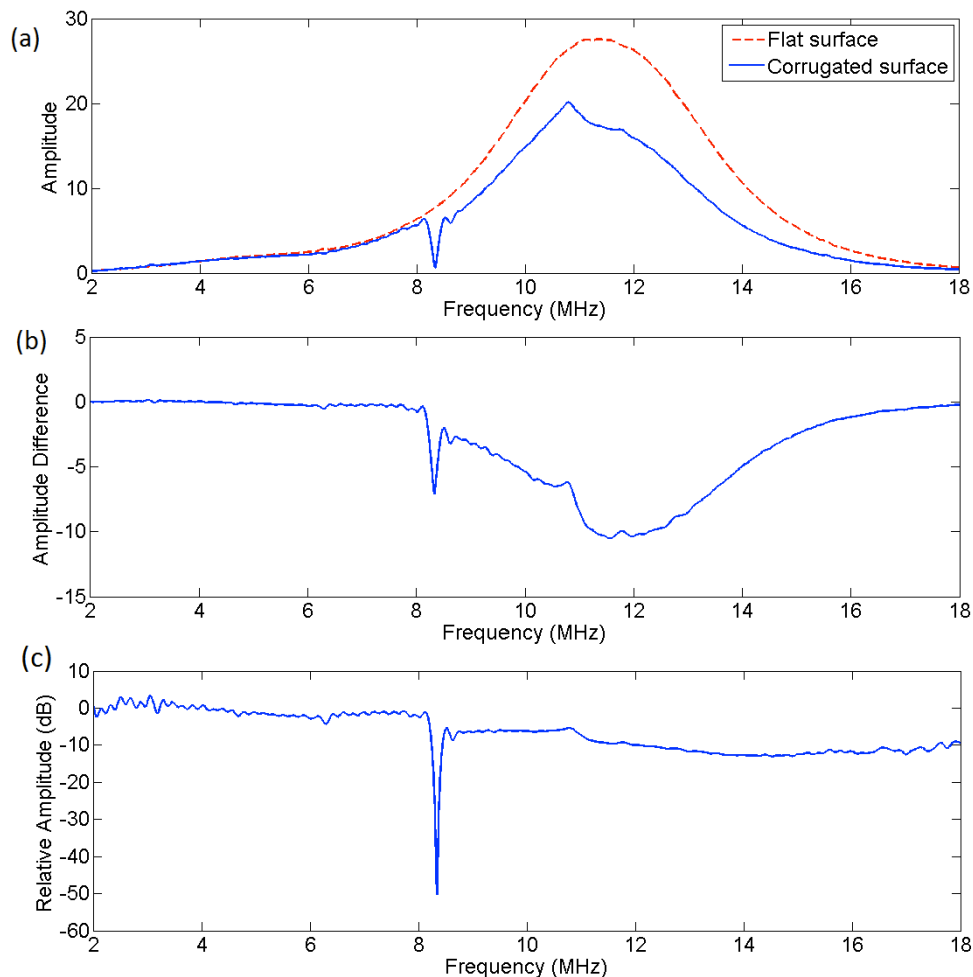 (a)
30
20
10
0
Amplitude
Flat surface
Corrugated surface
2 4 6 8 10 12 14 16 18
Frequency (MHz)
(b)
5
0
-5
-10
-15
Amplitude Difference
2 4 6 8 10 12 14 16 18
Frequency (MHz)
(c)
10
0
-10
-20
-30
-40
-50
-60
Relative Amplitude (dB)
2 4 6 8 10 12 14 16 18
Frequency (MHz)